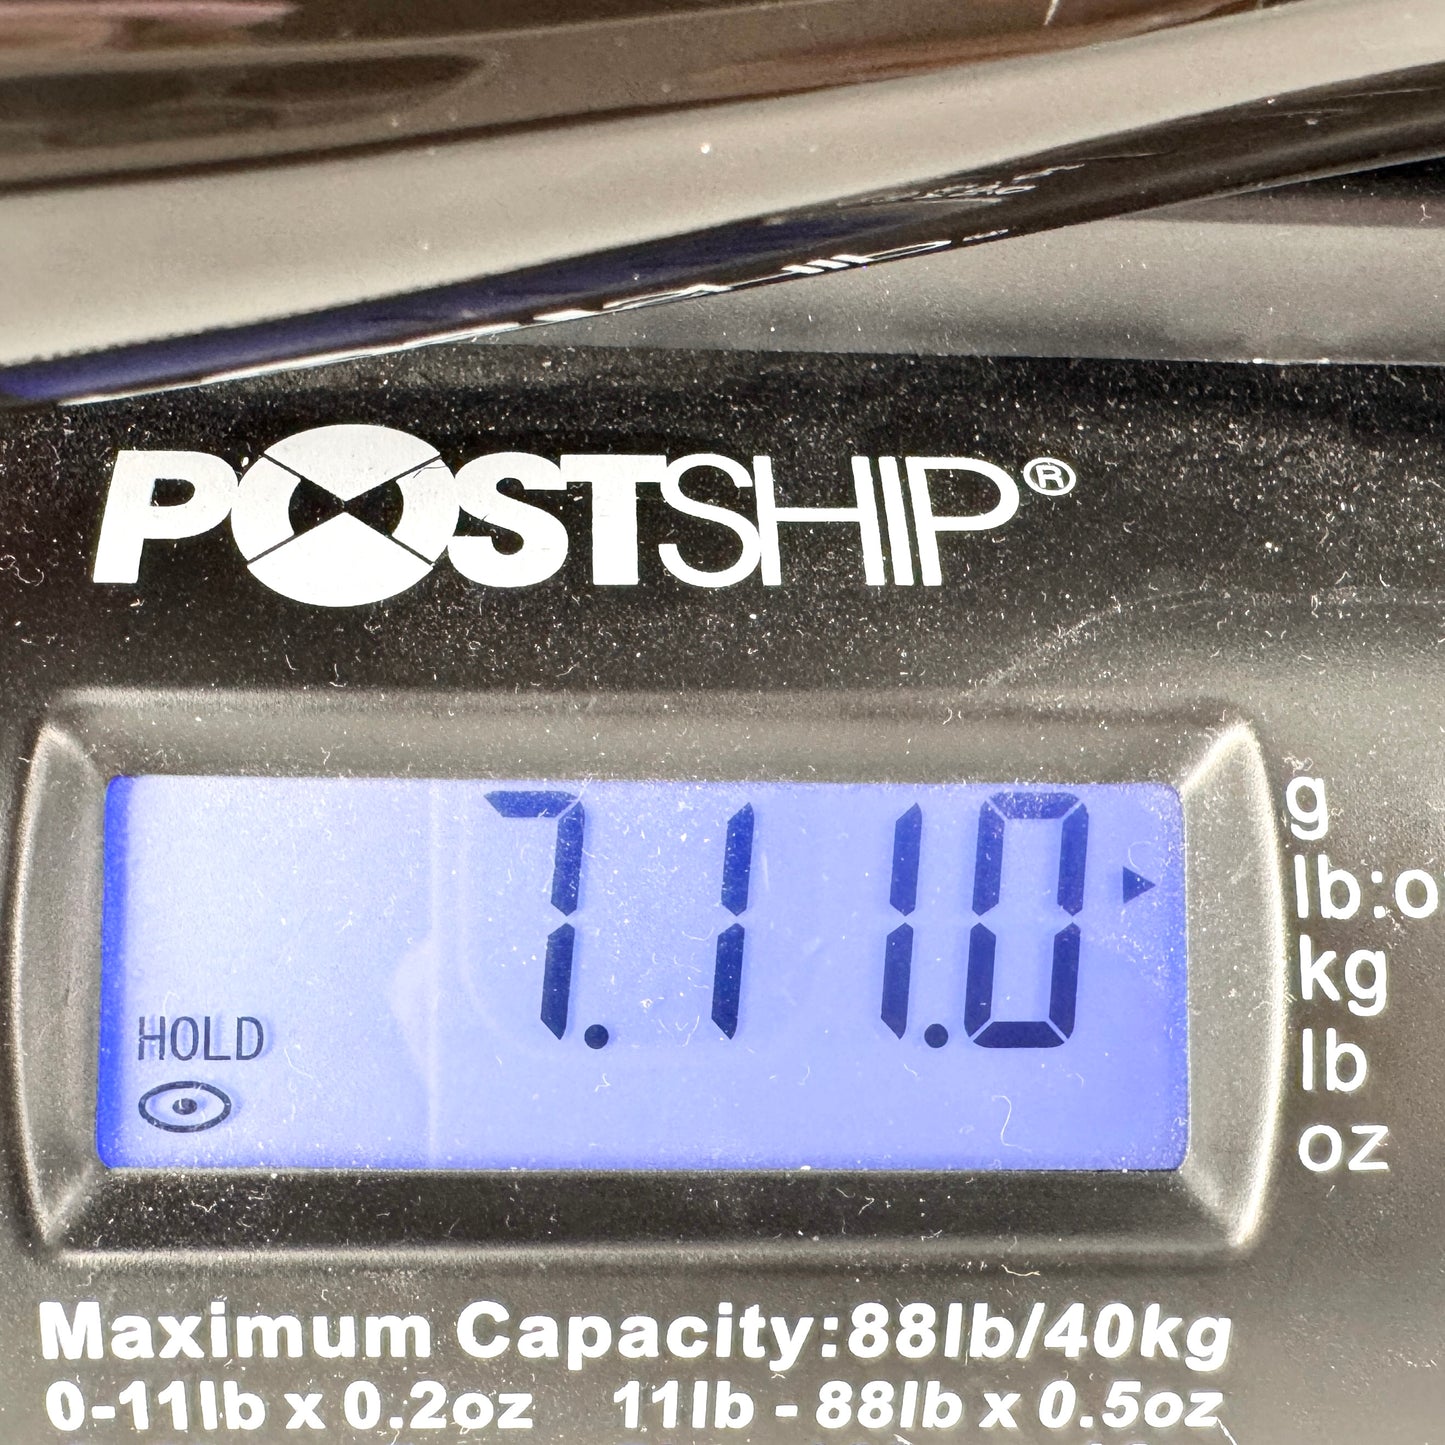 POSTSHIP®
7.11.0
g
lb:o
kg
HOLD
lb
oz
Maximum Capacity:88lb/40kg
0-11lb x 0.2oz 11lb - 88lb x 0.5oz